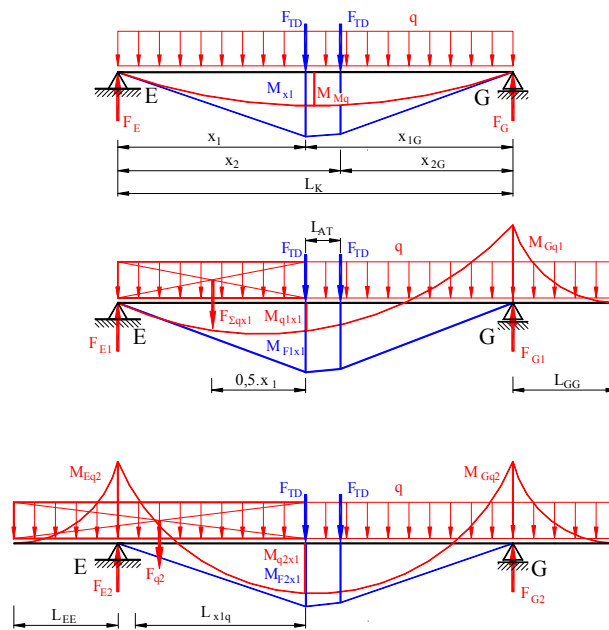 F_TD F_TD q
M_x1 M_Mq
E G
F_E F_G
x_1 x_1G
x_2 x_2G
L_K
L_AT
F_TD F_TD q M_Gq1
F_Σqx1 M_q1x1
E G
M_F1x1
F_E1 F_G1
0,5.x_1 L_GG
M_Eq2 F_TD F_TD q M_Gq2
E M_q2x1 G
F_E2 F_q2 M_F2x1 F_G2
L_EE L_x1q